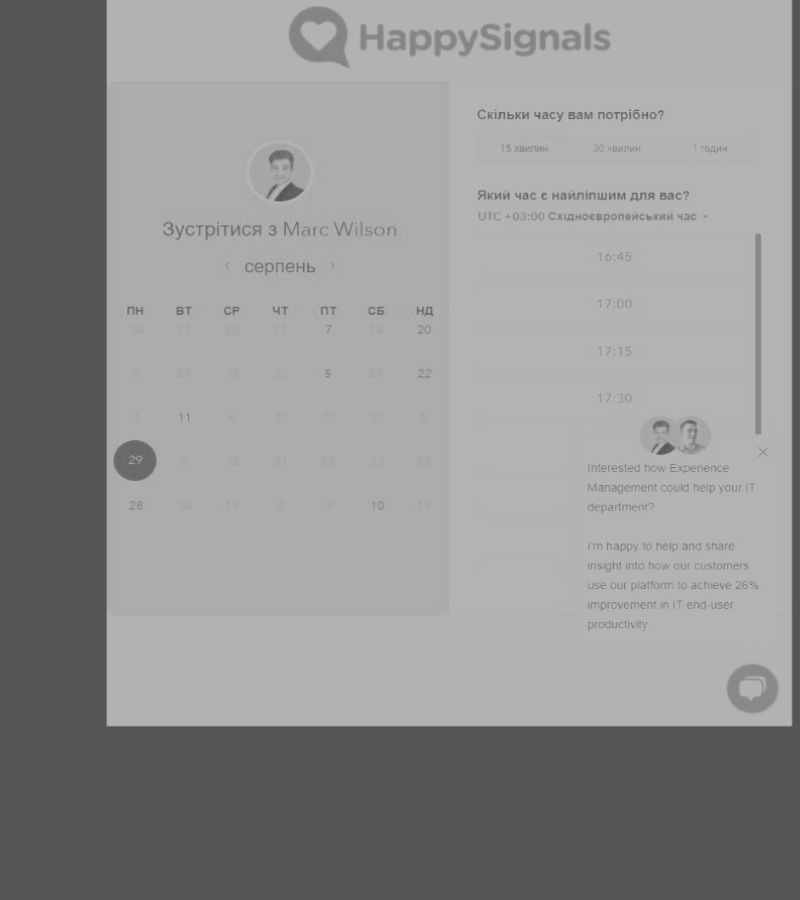 HappySignals
Зустрітися з Marc Wilson
серпень
ПН ВТ СР ЧТ ПТ СБ НД
24 11 20 11 7 18 20
9 27 15 23 5 29 22
1 11 23 23 23 5
29 5 15 31 10 23 13
28 24 14 2 9 10 14
Скільки часу вам потрібно?
15 хвилин 30 хвилин 1 годин
Який час є найліпшим для вас?
UTC +03:00 Східноєвропейський час
16:45
17:00
17:15
17:30
Interested how Experience
Management could help your IT
department?
I'm happy to help and share
insight into how our customers
use our platform to achieve 26%
improvement in IT end-user
productivity.